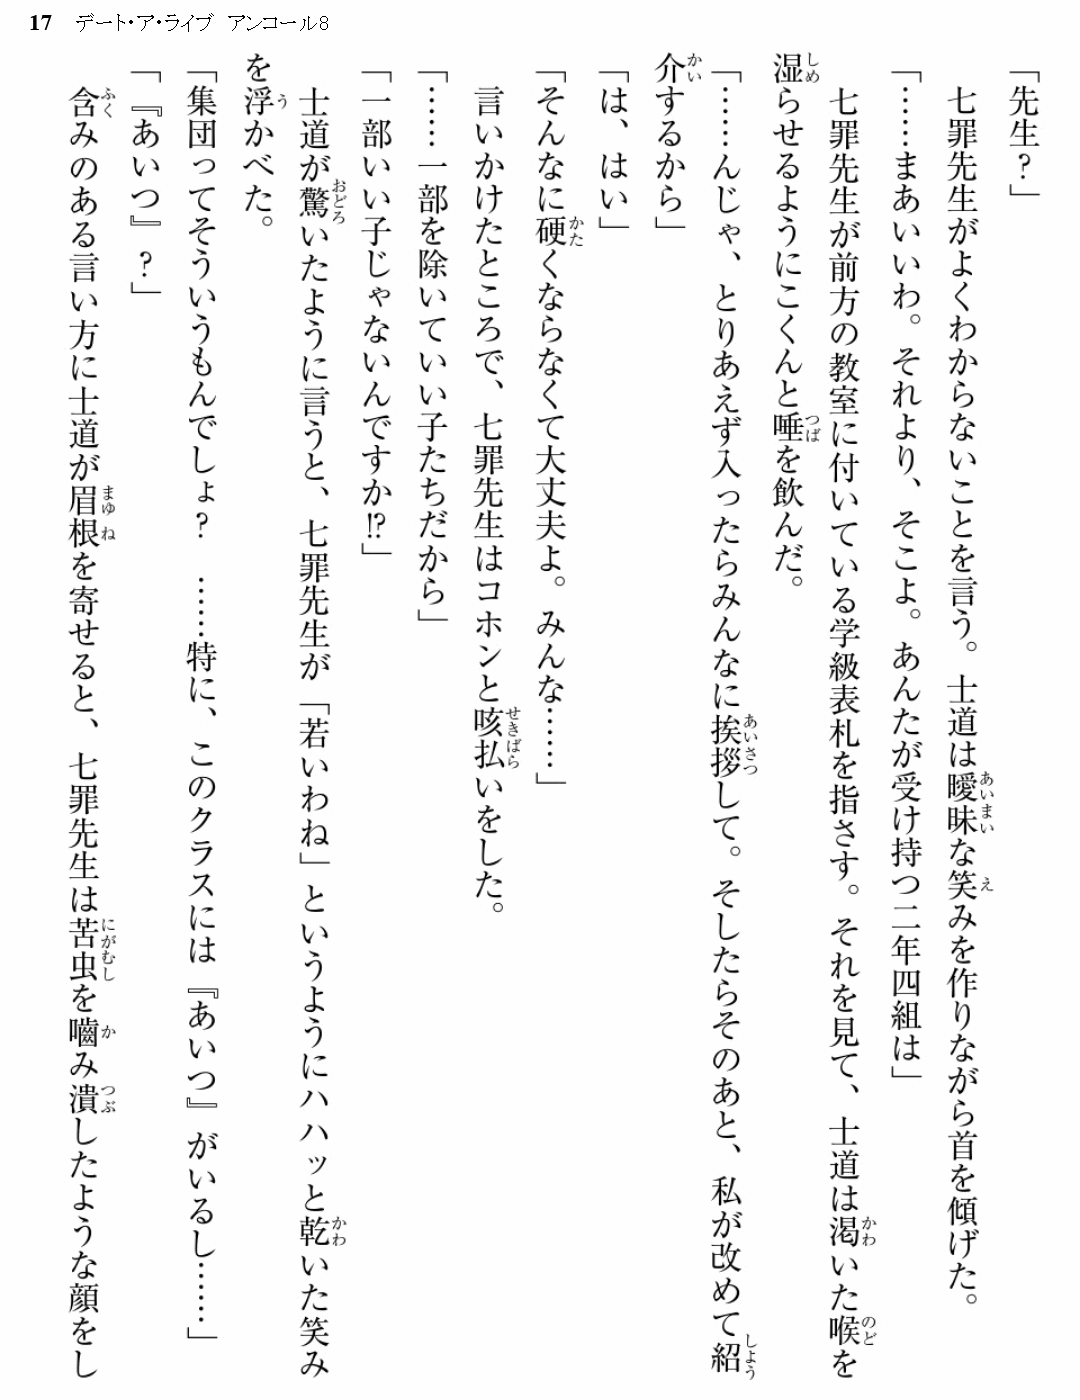 17 デート・ア・ライブ アンコール8
「先生？」
七罪先生がよくわからないことを言う。士道は曖昧な笑みを作りながら首を傾げた。
「……まあいいわ。それより、そこよ。あんたが受け持つ二年四組は」
七罪先生が前方の教室に付いている学級表札を指さす。それを見て、士道は渇いた喉を
湿らせるようにこくんと唾を飲んだ。
「……んじゃ、とりあえず入ったらみんなに挨拶して。そしたらそのあと、私が改めて紹
介するから」
「は、はい」
「そんなに硬くならなくて大丈夫よ。みんな……」
言いかけたところで、七罪先生はコホンと咳払いをした。
「……一部を除いていい子たちだから」
「一部いい子じゃないんですか!?」
士道が驚いたように言うと、七罪先生が「若いわね」というようにハハッと乾いた笑み
を浮かべた。
「集団ってそういうもんでしょ？　……特に、このクラスには『あいつ』がいるし……」
「『あいつ』？」
含みのある言い方に士道が眉根を寄せると、七罪先生は苦虫を嚙み潰したような顔をし